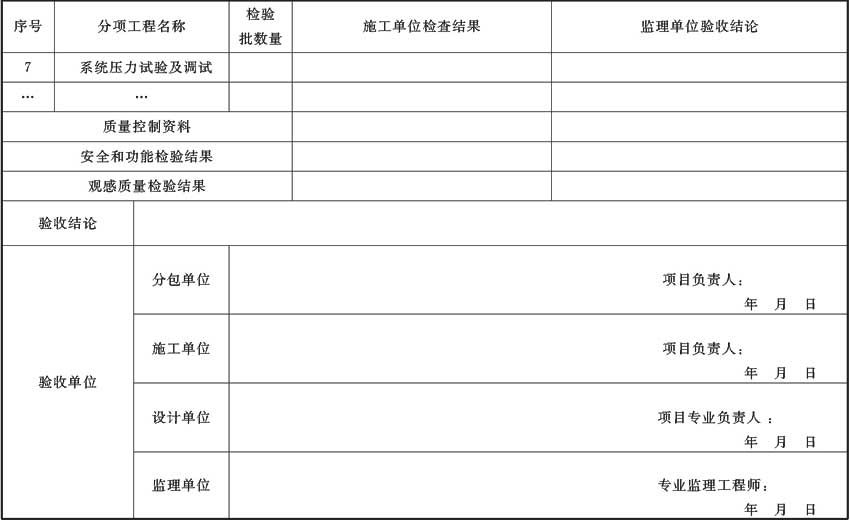 序号 分项工程名称 检验批数量 施工单位检查结果 监理单位验收结论
7 系统压力试验及调试
… …
质量控制资料
安全和功能检验结果
观感质量检验结果
验收结论
验收单位
分包单位 项目负责人：
年 月 日
施工单位 项目负责人：
年 月 日
设计单位 项目专业负责人：
年 月 日
监理单位 专业监理工程师：
年 月 日